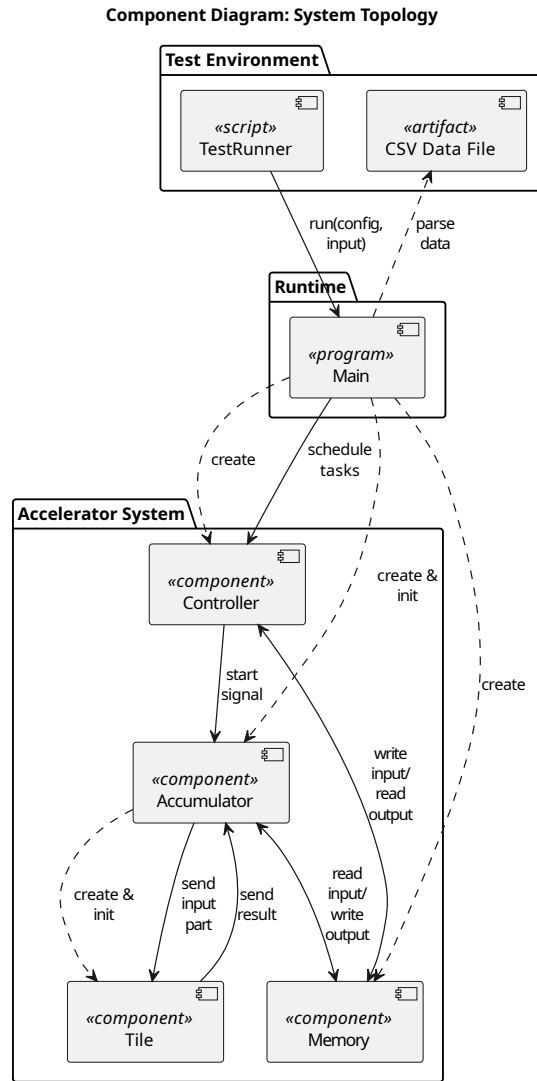 Component Diagram: System Topology
Test Environment
«script»
TestRunner
«artifact»
CSV Data File
run(config,
input)
parse
data
Runtime
«program»
Main
create
schedule
tasks
Accelerator System
«component»
Controller
create &
init
start
signal
create
«component»
Accumulator
write
input/
read
output
create &
init
send
input
part
send
result
read
input/
write
output
«component»
Tile
«component»
Memory